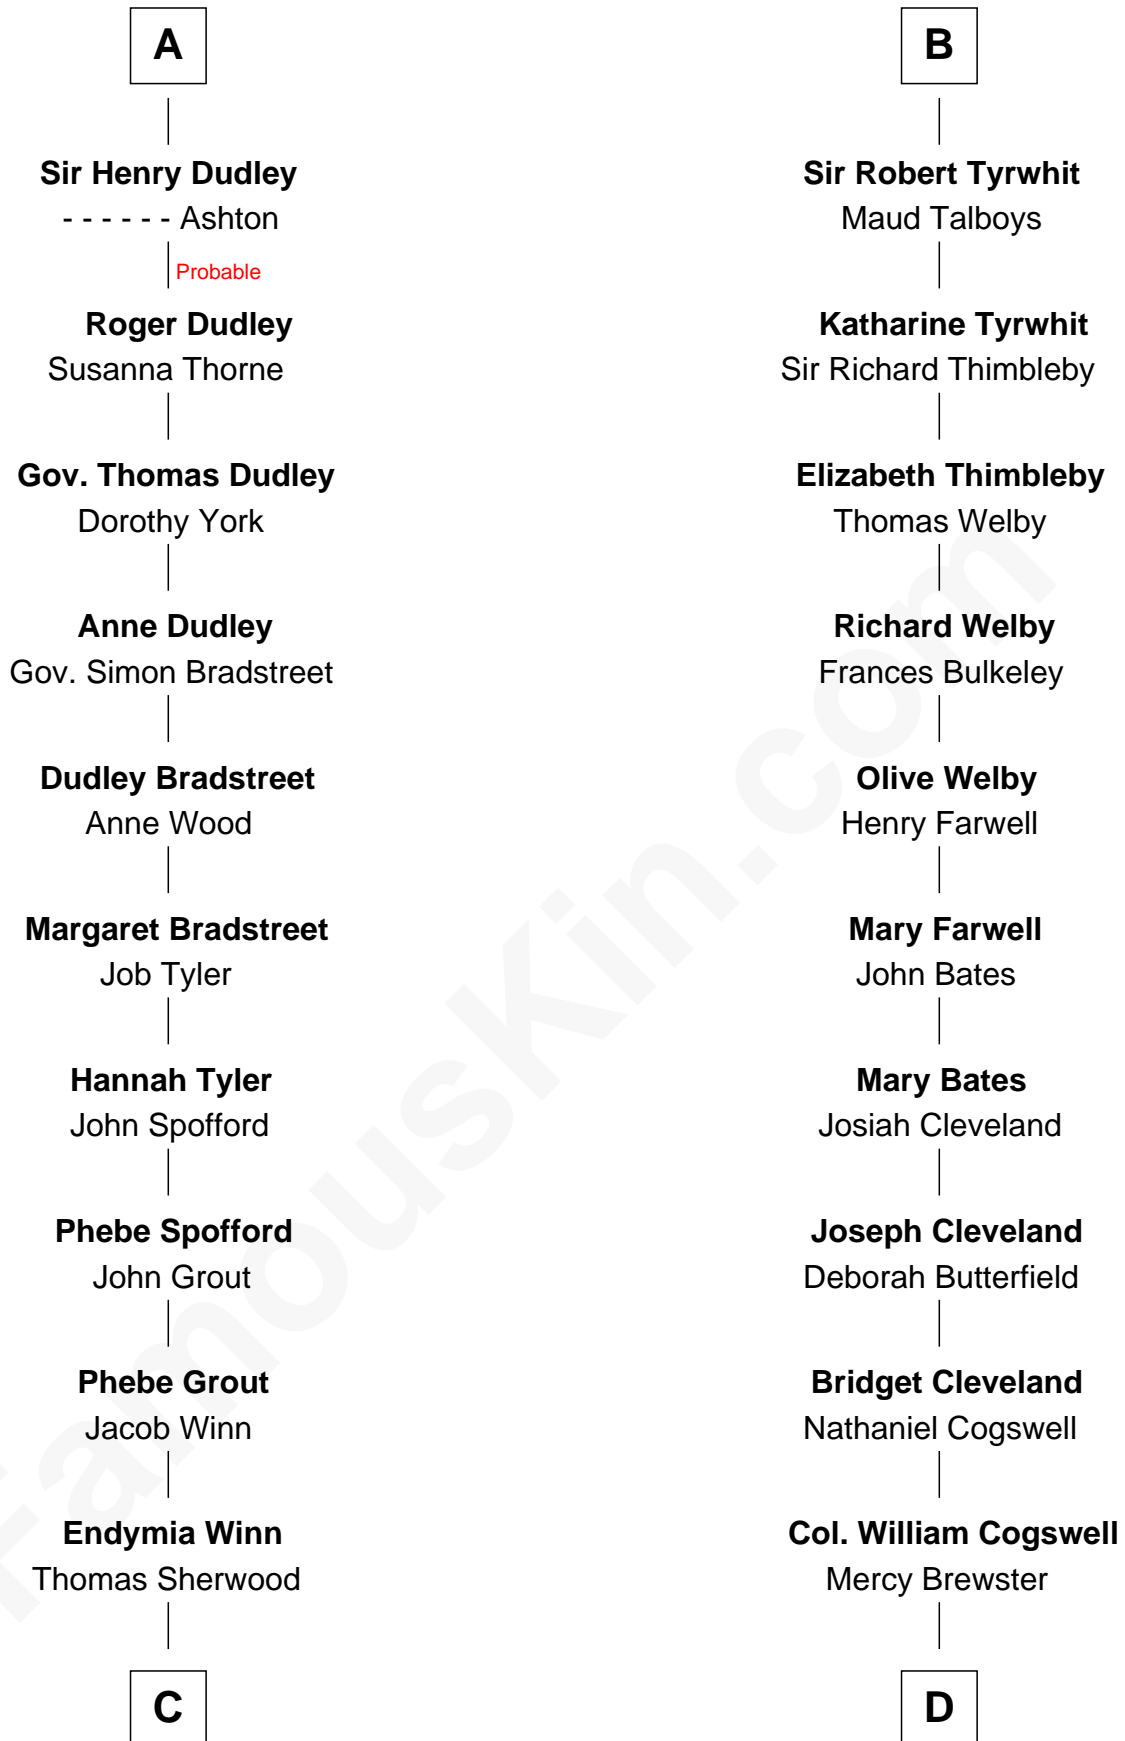 A
Sir Henry Dudley
- - - - - - Ashton
Probable
Roger Dudley
Susanna Thorne
Gov. Thomas Dudley
Dorothy York
Anne Dudley
Gov. Simon Bradstreet
Dudley Bradstreet
Anne Wood
Margaret Bradstreet
Job Tyler
Hannah Tyler
John Spofford
Phebe Spofford
John Grout
Phebe Grout
Jacob Winn
Endymia Winn
Thomas Sherwood
C
B
Sir Robert Tyrwhit
Maud Talboys
Katharine Tyrwhit
Sir Richard Thimbleby
Elizabeth Thimbleby
Thomas Welby
Richard Welby
Frances Bulkeley
Olive Welby
Henry Farwell
Mary Farwell
John Bates
Mary Bates
Josiah Cleveland
Joseph Cleveland
Deborah Butterfield
Bridget Cleveland
Nathaniel Cogswell
Col. William Cogswell
Mercy Brewster
D
FamousKin.com